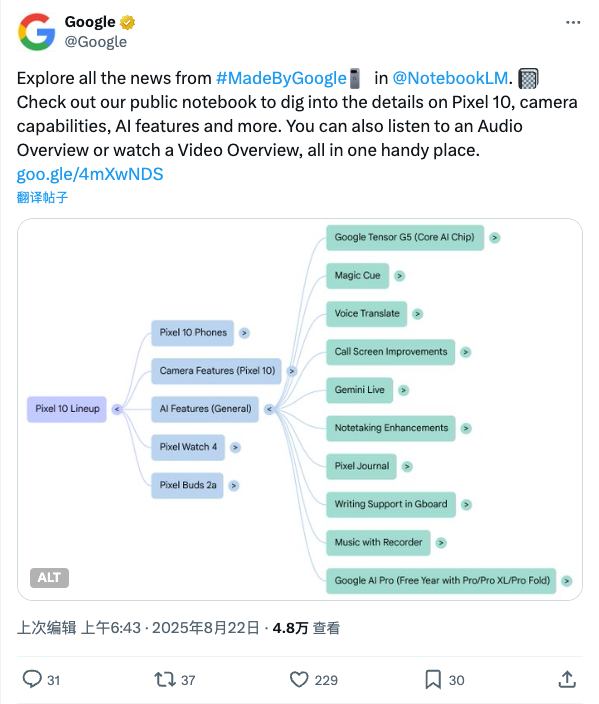 Google
@Google
Explore all the news from #MadeByGoogle in @NotebookLM.
Check out our public notebook to dig into the details on Pixel 10, camera
capabilities, AI features and more. You can also listen to an Audio
Overview or watch a Video Overview, all in one handy place.
goo.gle/4mXwNDS
翻译帖子
Pixel 10 Lineup <
Pixel 10 Phones >
Camera Features (Pixel 10) >
AI Features (General) <
Pixel Watch 4 >
Pixel Buds 2a >
Google Tensor G5 (Core AI Chip) >
Magic Cue >
Voice Translate >
Call Screen Improvements >
Gemini Live >
Notetaking Enhancements >
Pixel Journal >
Writing Support in Gboard >
Music with Recorder >
Google AI Pro (Free Year with Pro/Pro XL/Pro Fold) >
ALT
上次编辑 上午6:43 · 2025年8月22日 · 4.8万 查看
31 37 229 30